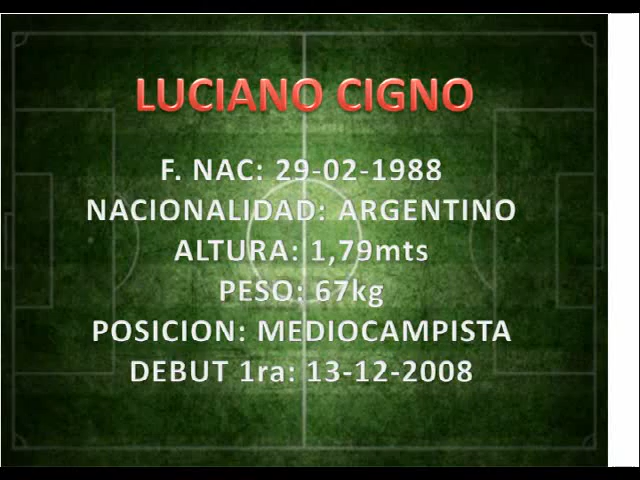 LUCIANO CIGNO
F. NAC: 29-02-1988
NACIONALIDAD: ARGENTINO
ALTURA: 1,79mts
PESO: 67kg
POSICION: MEDIOCAMPISTA
DEBUT 1ra: 13-12-2008